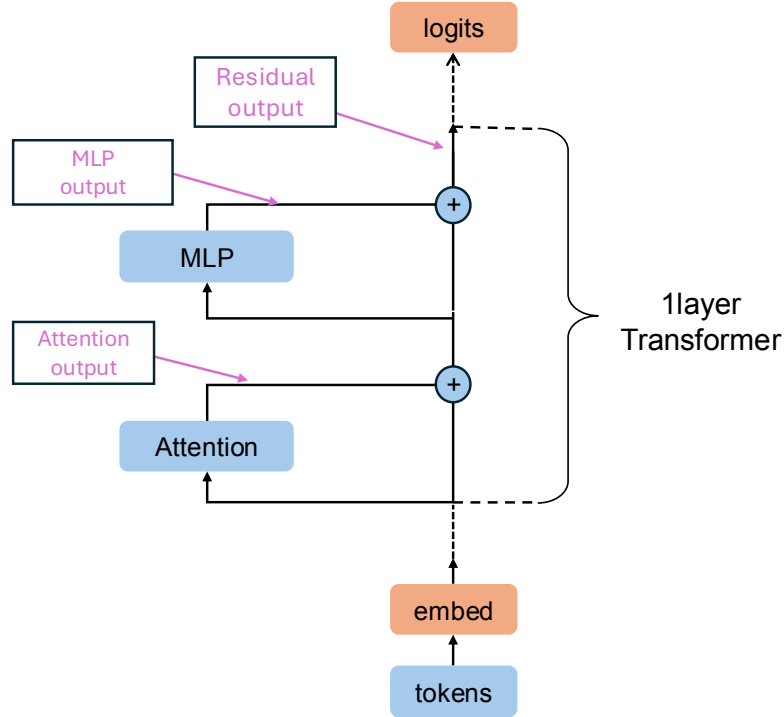 logits
Residual
output
MLP
output
+
MLP
1layer
Transformer
Attention
output
+
Attention
embed
tokens